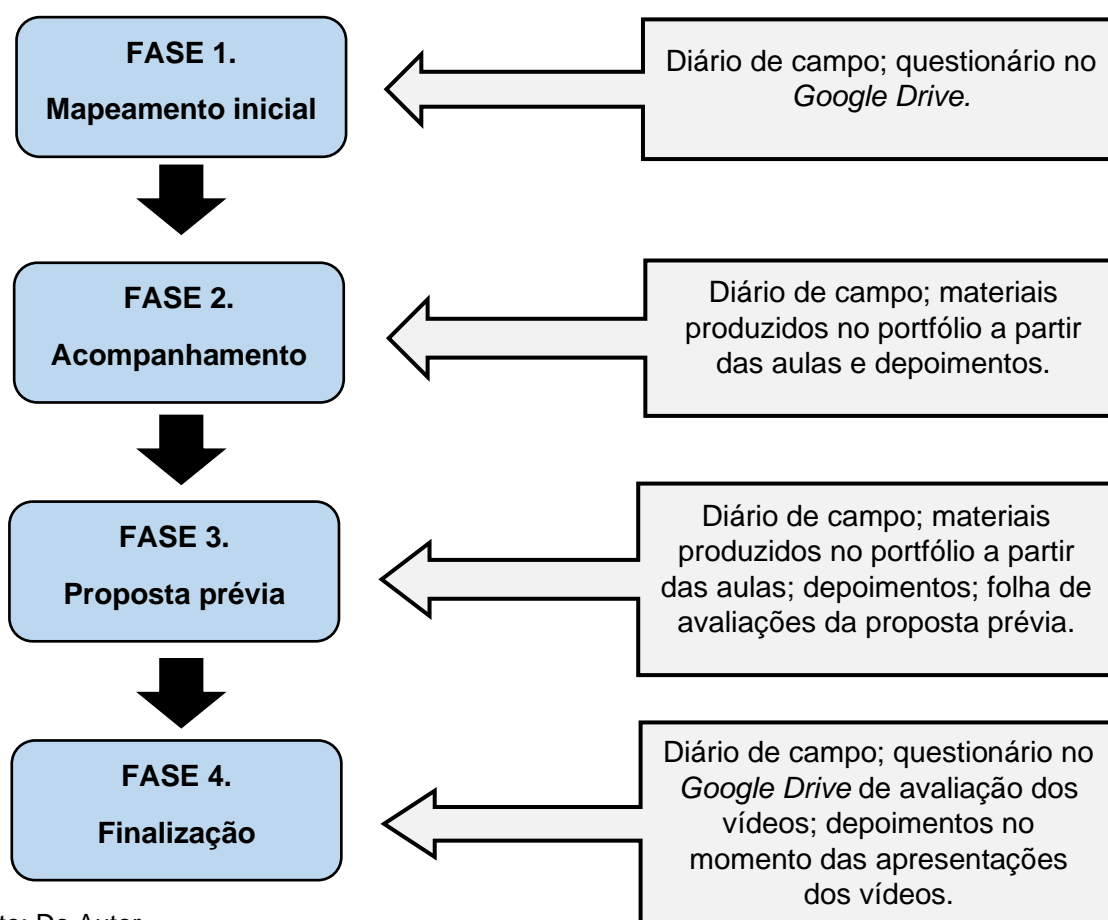 FASE 1.
Mapeamento inicial
Diário de campo; questionário no
Google Drive.
FASE 2.
Acompanhamento
Diário de campo; materiais
produzidos no portfólio a partir
das aulas e depoimentos.
FASE 3.
Proposta prévia
Diário de campo; materiais
produzidos no portfólio a partir
das aulas; depoimentos; folha de
avaliações da proposta prévia.
FASE 4.
Finalização
Diário de campo; questionário no
Google Drive de avaliação dos
vídeos; depoimentos no
momento das apresentações
dos vídeos.
Do Autor